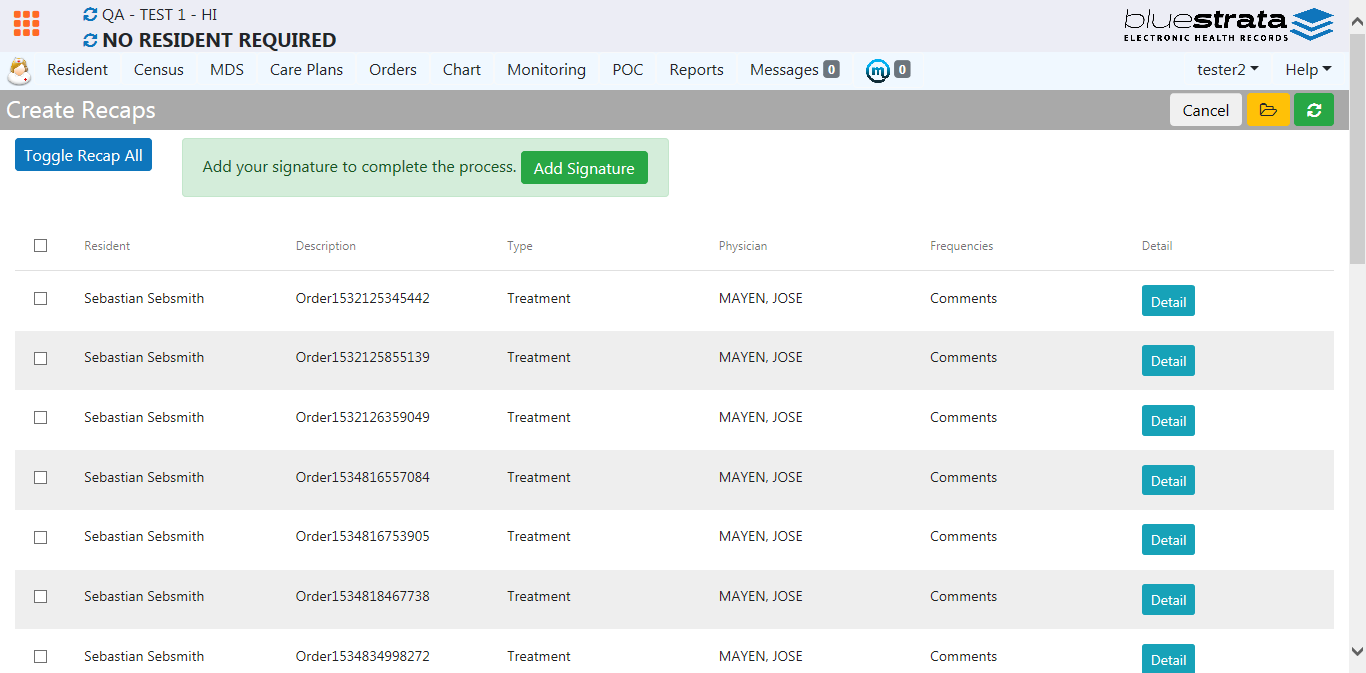 QA - TEST 1 - HI
NO RESIDENT REQUIRED
bluestrata
ELECTRONIC HEALTH RECORDS
Resident Census MDS Care Plans Orders Chart Monitoring POC Reports Messages 0 m 0 tester2 Help
Create Recaps Cancel
Toggle Recap All Add your signature to complete the process. Add Signature
Resident Description Type Physician Frequencies Detail
Sebastian Sebsmith Order1532125345442 Treatment MAYEN, JOSE Comments Detail
Sebastian Sebsmith Order1532125855139 Treatment MAYEN, JOSE Comments Detail
Sebastian Sebsmith Order1532126359049 Treatment MAYEN, JOSE Comments Detail
Sebastian Sebsmith Order1534816557084 Treatment MAYEN, JOSE Comments Detail
Sebastian Sebsmith Order1534816753905 Treatment MAYEN, JOSE Comments Detail
Sebastian Sebsmith Order1534818467738 Treatment MAYEN, JOSE Comments Detail
Sebastian Sebsmith Order1534834998272 Treatment MAYEN, JOSE Comments Detail